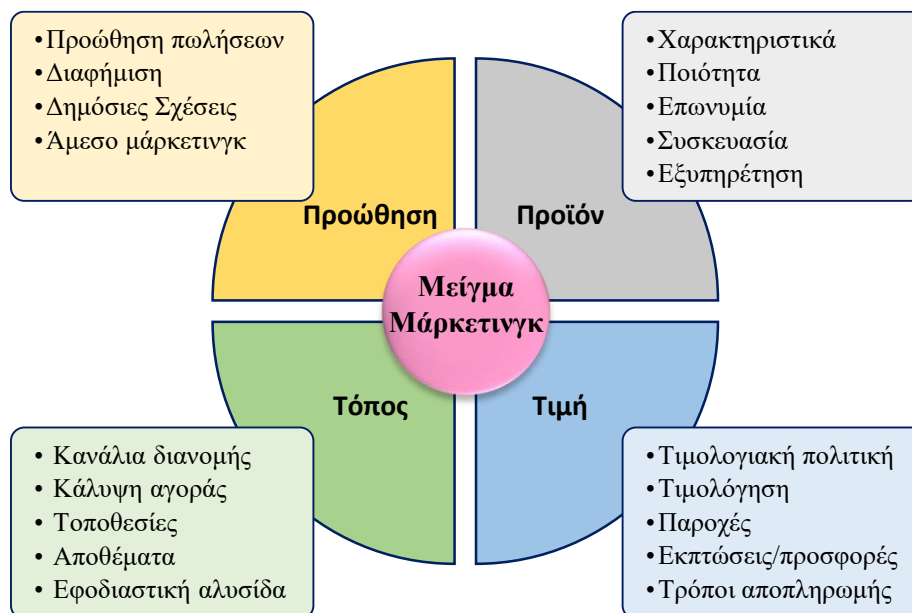 •Προώθηση πωλήσεων
•Διαφήμιση
•Δημόσιες Σχέσεις
•Άμεσο μάρκετινγκ
•Χαρακτηριστικά
•Ποιότητα
•Επωνυμία
•Συσκευασία
•Εξυπηρέτηση
Προώθηση
Προϊόν
Μείγμα
Μάρκετινγκ
Τόπος
Τιμή
• Κανάλια διανομής
• Κάλυψη αγοράς
• Τοποθεσίες
• Αποθέματα
• Εφοδιαστική αλυσίδα
•Τιμολογιακή πολιτική
•Τιμολόγηση
•Παροχές
•Εκπτώσεις/προσφορές
•Τρόποι αποπληρωμής